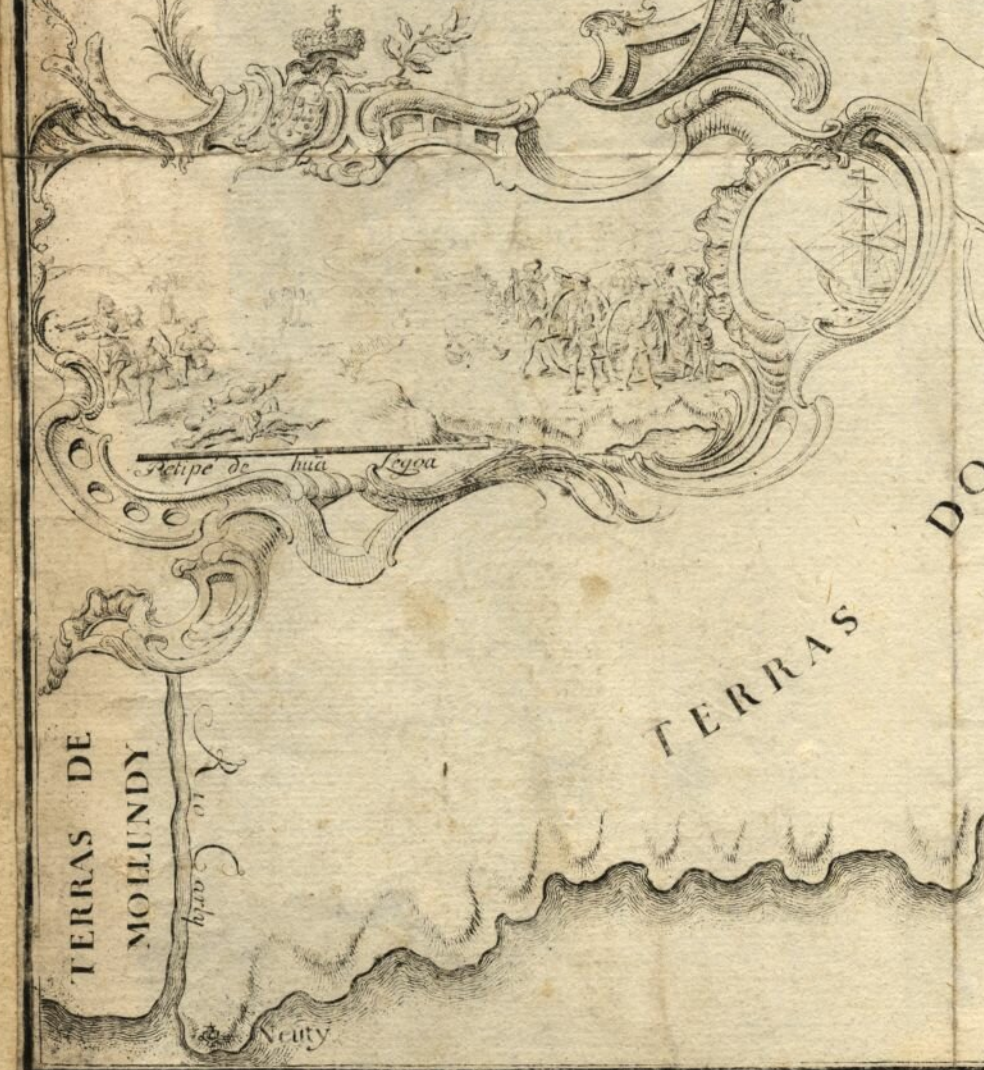 Petipe de huã Legoa
DO
TERRAS
TERRAS DE
MOLLUNDY
Rio Carly
Neuty